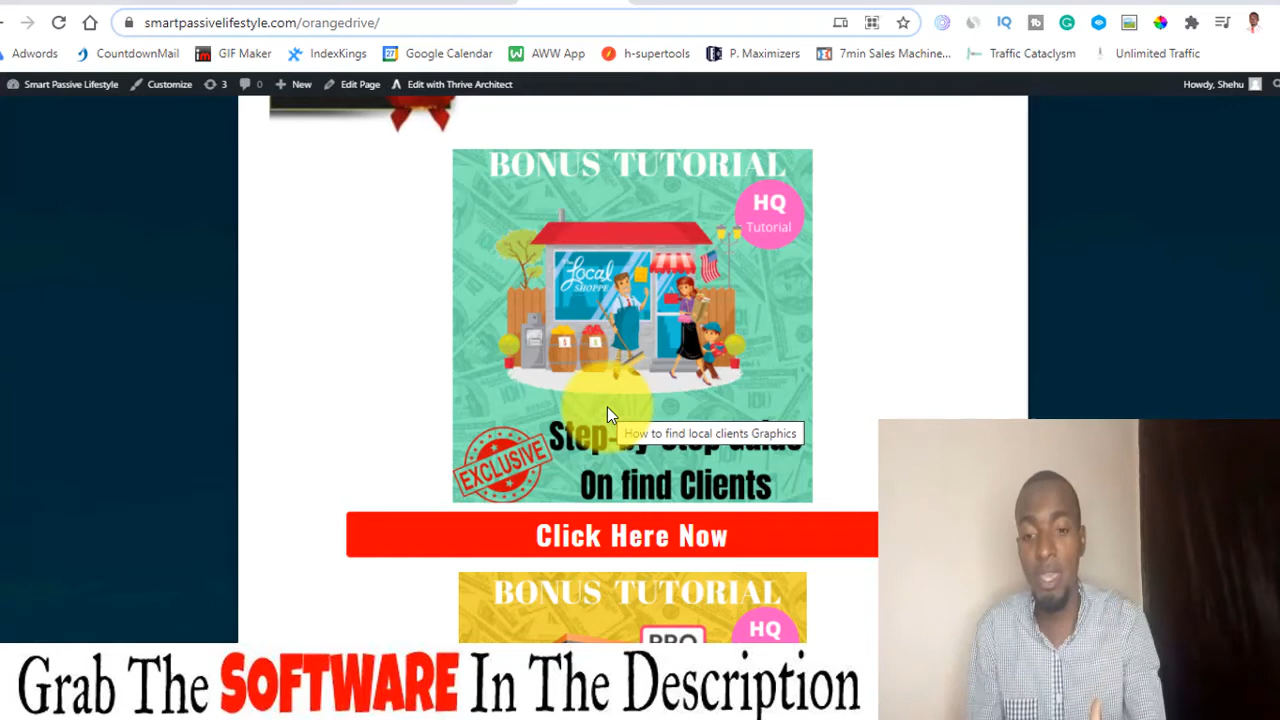 smartpassivelifestyle.com/orangedrive/
Adwords CountdownMail GIF Maker IndexKings Google Calendar AWW App h-supertools P. Maximizers 7min Sales Machine... Traffic Cataclysm Unlimited Traffic
Smart Passive Lifestyle Customize 3 0 New Edit Page Edit with Thrive Architect Howdy, Shehu
BONUS TUTORIAL
HQ
Tutorial
Local
SHOPPE
How to find local clients Graphics
Step-by-Step Guide
EXCLUSIVE
On find Clients
Click Here Now
BONUS TUTORIAL
HQ
PRO
Grab The SOFTWARE In The Description